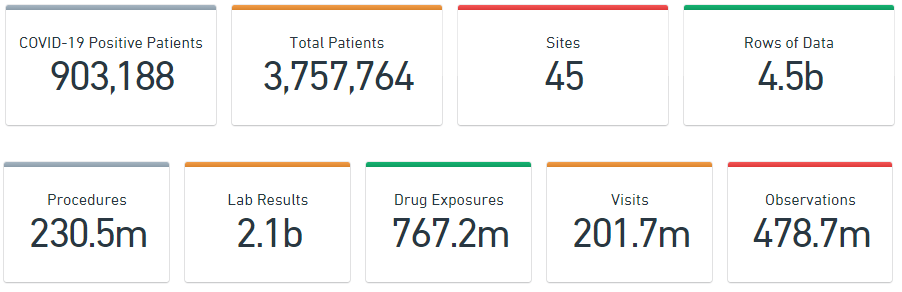 COVID-19 Positive Patients
903,188
Total Patients
3,757,764
Sites
45
Rows of Data
4.5b
Procedures
230.5m
Lab Results
2.1b
Drug Exposures
767.2m
Visits
201.7m
Observations
478.7m